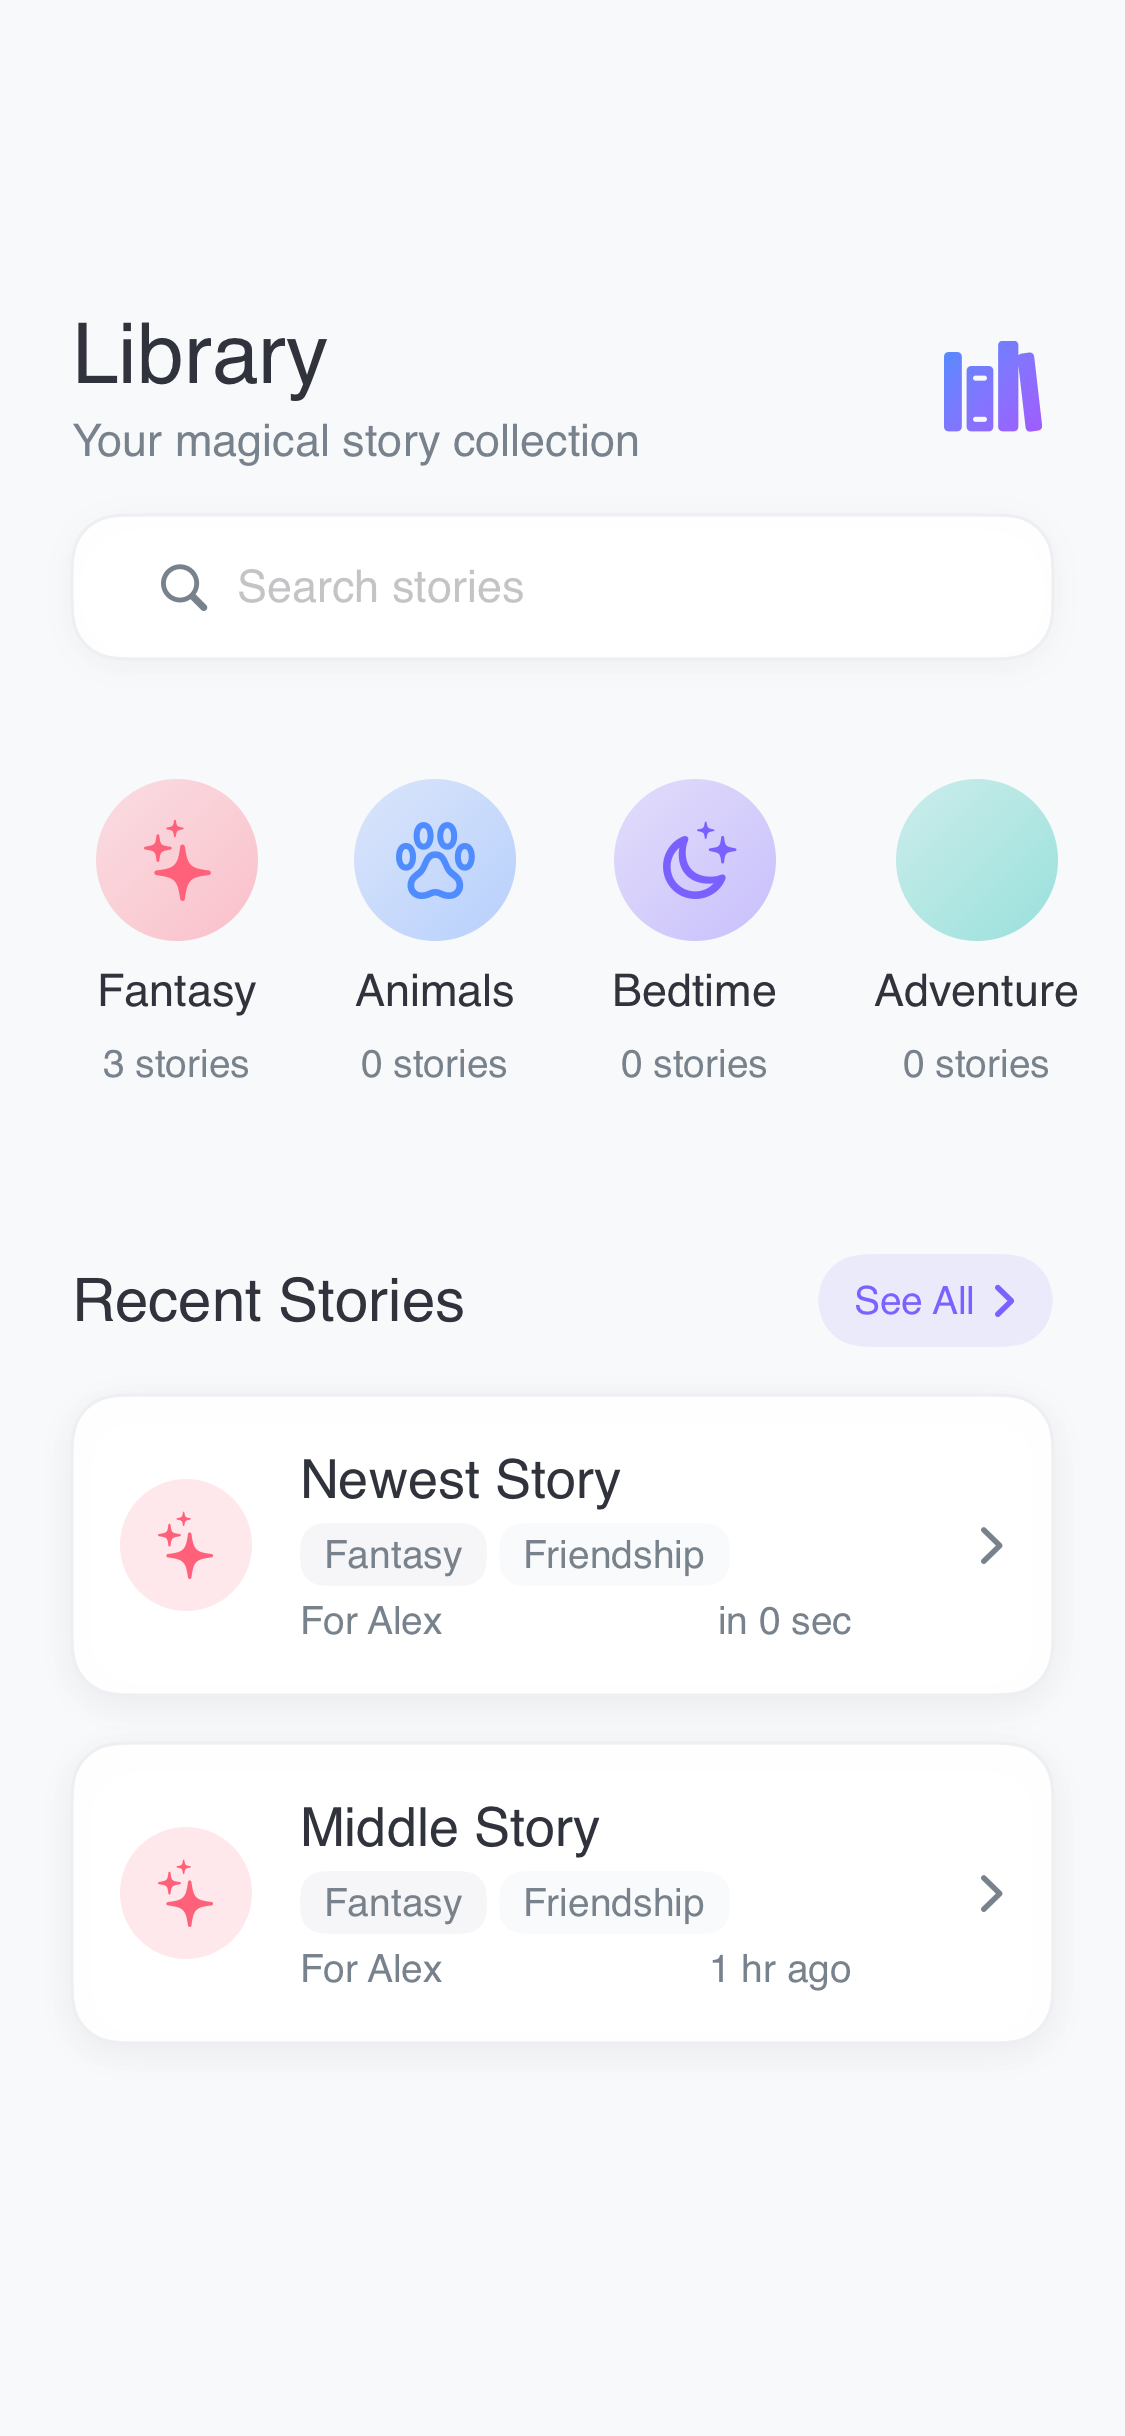 Library
Your magical story collection
Search stories
Fantasy Animals Bedtime Adventure
3 stories 0 stories 0 stories 0 stories
Recent Stories See All
Newest Story
Fantasy Friendship
For Alex in 0 sec
Middle Story
Fantasy Friendship
For Alex 1 hr ago